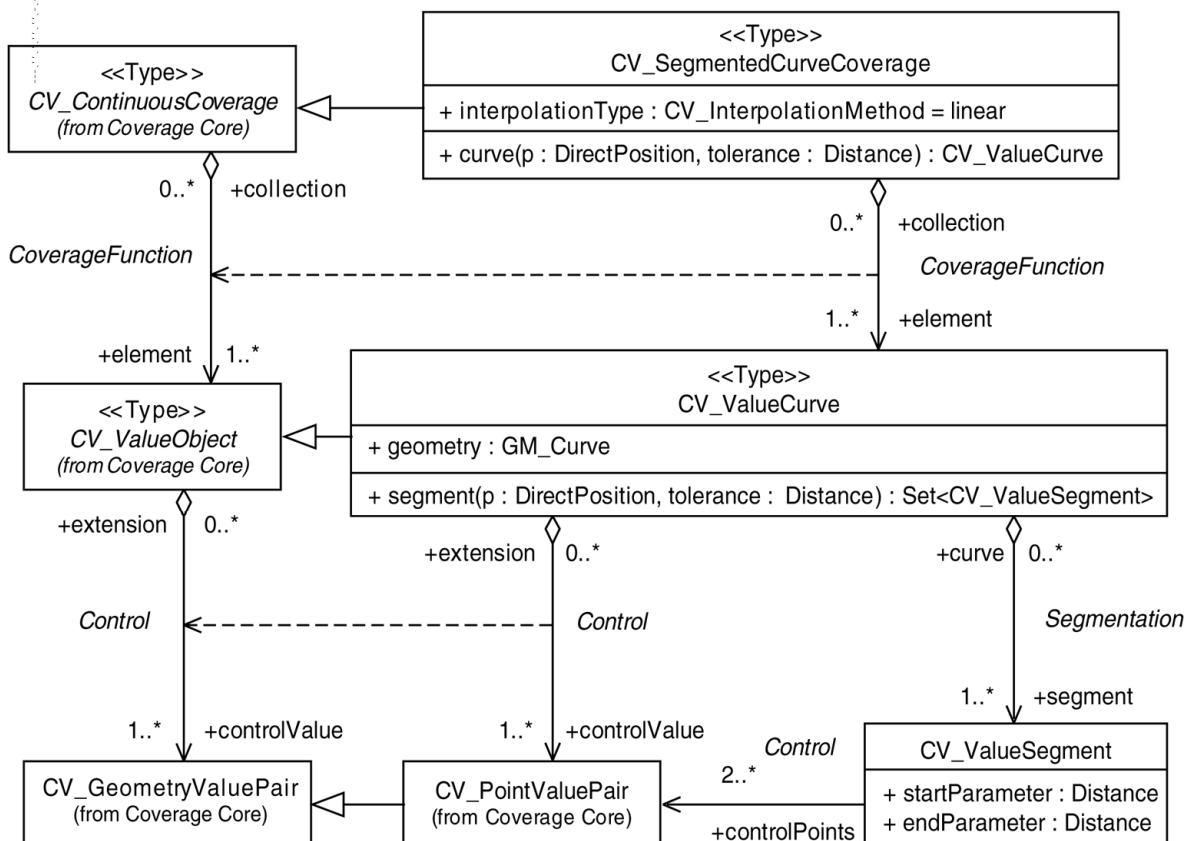 <<Type>>
CV_SegmentedCurveCoverage
+ interpolationType : CV_InterpolationMethod = linear
+ curve(p : DirectPosition, tolerance : Distance) : CV_ValueCurve
<<Type>>
CV_ContinuousCoverage
(from Coverage Core)
0..* +collection
0..* +collection
CoverageFunction
CoverageFunction
1..* +element
+element 1..*
<<Type>>
CV_ValueCurve
+ geometry : GM_Curve
+ segment(p : DirectPosition, tolerance : Distance) : Set<CV_ValueSegment>
<<Type>>
CV_ValueObject
(from Coverage Core)
+extension 0..*
+extension 0..*
+curve 0..*
Control
Control
Segmentation
1..* +segment
1..* +controlValue
1..* +controlValue
Control
2..*
+controlPoints
CV_GeometryValuePair
(from Coverage Core)
CV_PointValuePair
(from Coverage Core)
CV_ValueSegment
+ startParameter : Distance
+ endParameter : Distance